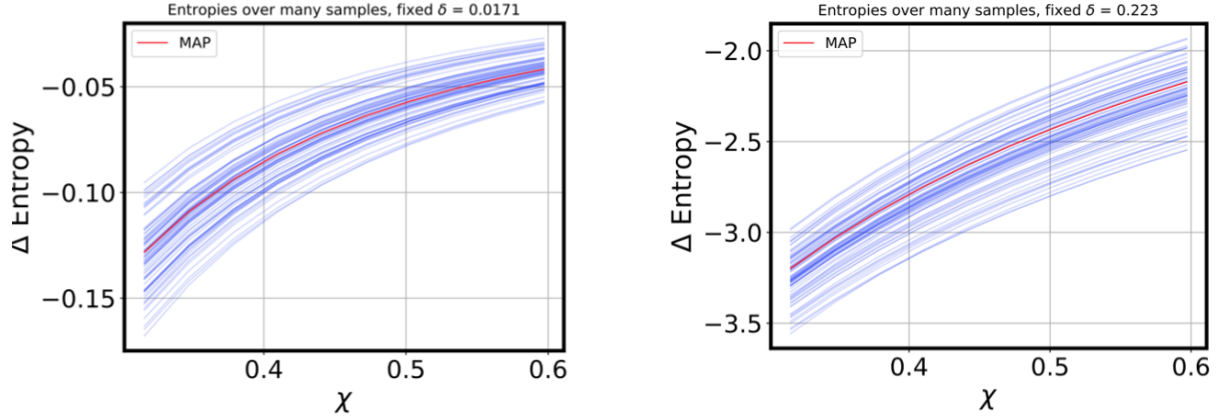 Entropies over many samples, fixed δ = 0.0171
MAP
Δ Entropy
−0.05
−0.10
−0.15
0.4 0.5 0.6
χ
Entropies over many samples, fixed δ = 0.223
MAP
Δ Entropy
−2.0
−2.5
−3.0
−3.5
0.4 0.5 0.6
χ